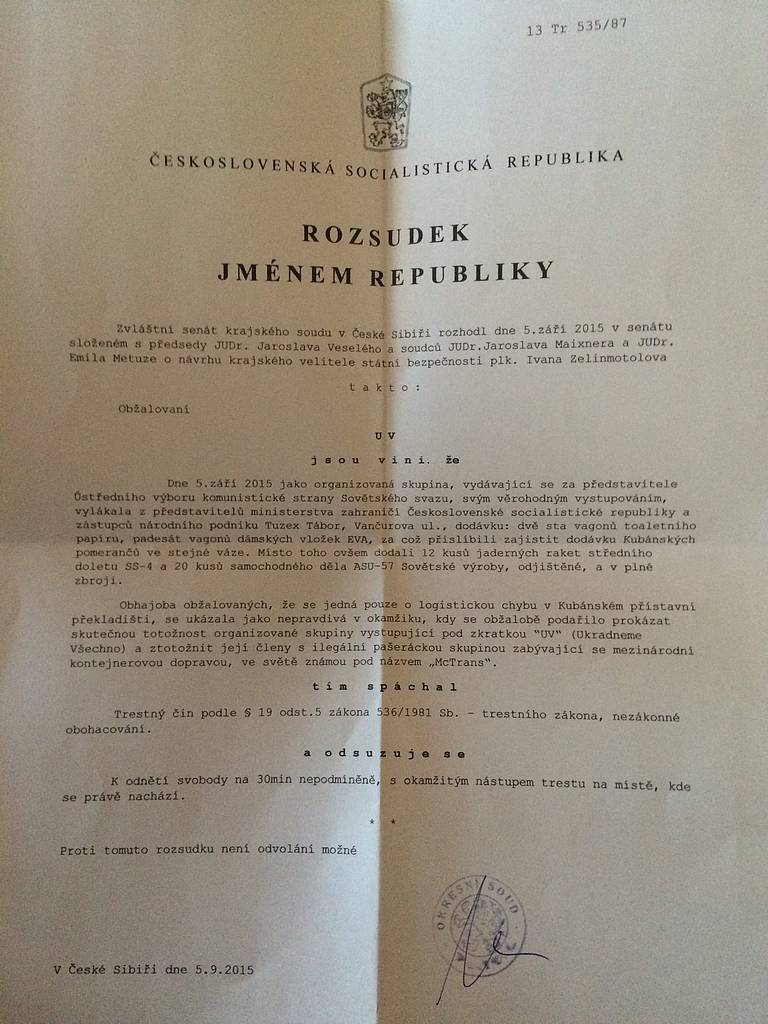 13 Tr 535/87
ČESKOSLOVENSKÁ SOCIALISTICKÁ REPUBLIKA
ROZSUDEK
JMÉNEM REPUBLIKY
Zvláštní senát krajského soudu v České Sibiři rozhodl dne 5.září 2015 v senátu
složeném s předsedy JUDr. Jaroslava Veselého a soudců JUDr.Jaroslava Maixnera a JUDr.
Emila Metuze o návrhu krajského velitele státní bezpečnosti plk. Ivana Zelinmotolova
t a k t o :
Obžalovaní
U V
j s o u v i n i . že
Dne 5.září 2015 jako organizovaná skupina, vydávající se za představitele
Ústředního výboru komunistické strany Sovětského svazu, svým věrohodným vystupováním,
vylákala z představitelů ministerstva zahraničí Československé socialistické republiky a
zástupců národního podniku Tuzex Tábor, Vančurova ul., dodávku: dvě sta vagonů toaletního
papíru, padesát vagonů dámských vložek EVA, za což přislíbili zajistit dodávku Kubánských
pomerančů ve stejné váze. Místo toho ovšem dodali 12 kusů jaderných raket středního
doletu SS-4 a 20 kusů samochodného děla ASU-57 Sovětské výroby, odjištěné, a v plné
zbroji.
Obhajoba obžalovaných, že se jedná pouze o logistickou chybu v Kubánském přístavní
překladišti, se ukázala jako nepravdivá v okamžiku, kdy se obžalobě podařilo prokázat
skutečnou totožnost organizované skupiny vystupující pod zkratkou "UV" (Ukradneme
Všechno) a ztotožnit její členy s ilegální pašeráckou skupinou zabývající se mezinárodní
kontejnerovou dopravou, ve světě známou pod názvem „McTrans“.
t í m s p á c h a l
Trestný čin podle § 19 odst.5 zákona 536/1981 Sb. – trestního zákona, nezákonné
obohacování.
a o d s u z u j e s e
K odnětí svobody na 30min nepodmíněně, s okamžitým nástupem trestu na místě, kde
se právě nachází.
* *
Proti tomuto rozsudku není odvolání možné
OKRESNÍ SOUD
V České Sibiři dne 5.9.2015